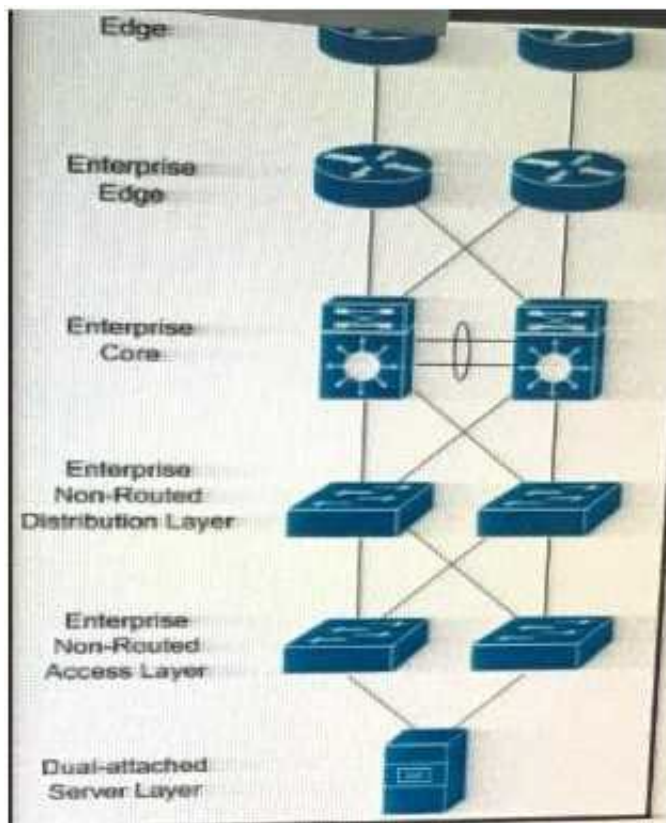 Edge
Enterprise
Edge
Enterprise
Core
Enterprise
Non-Routed
Distribution Layer
Enterprise
Non-Routed
Access Layer
Dual-attached
Server Layer